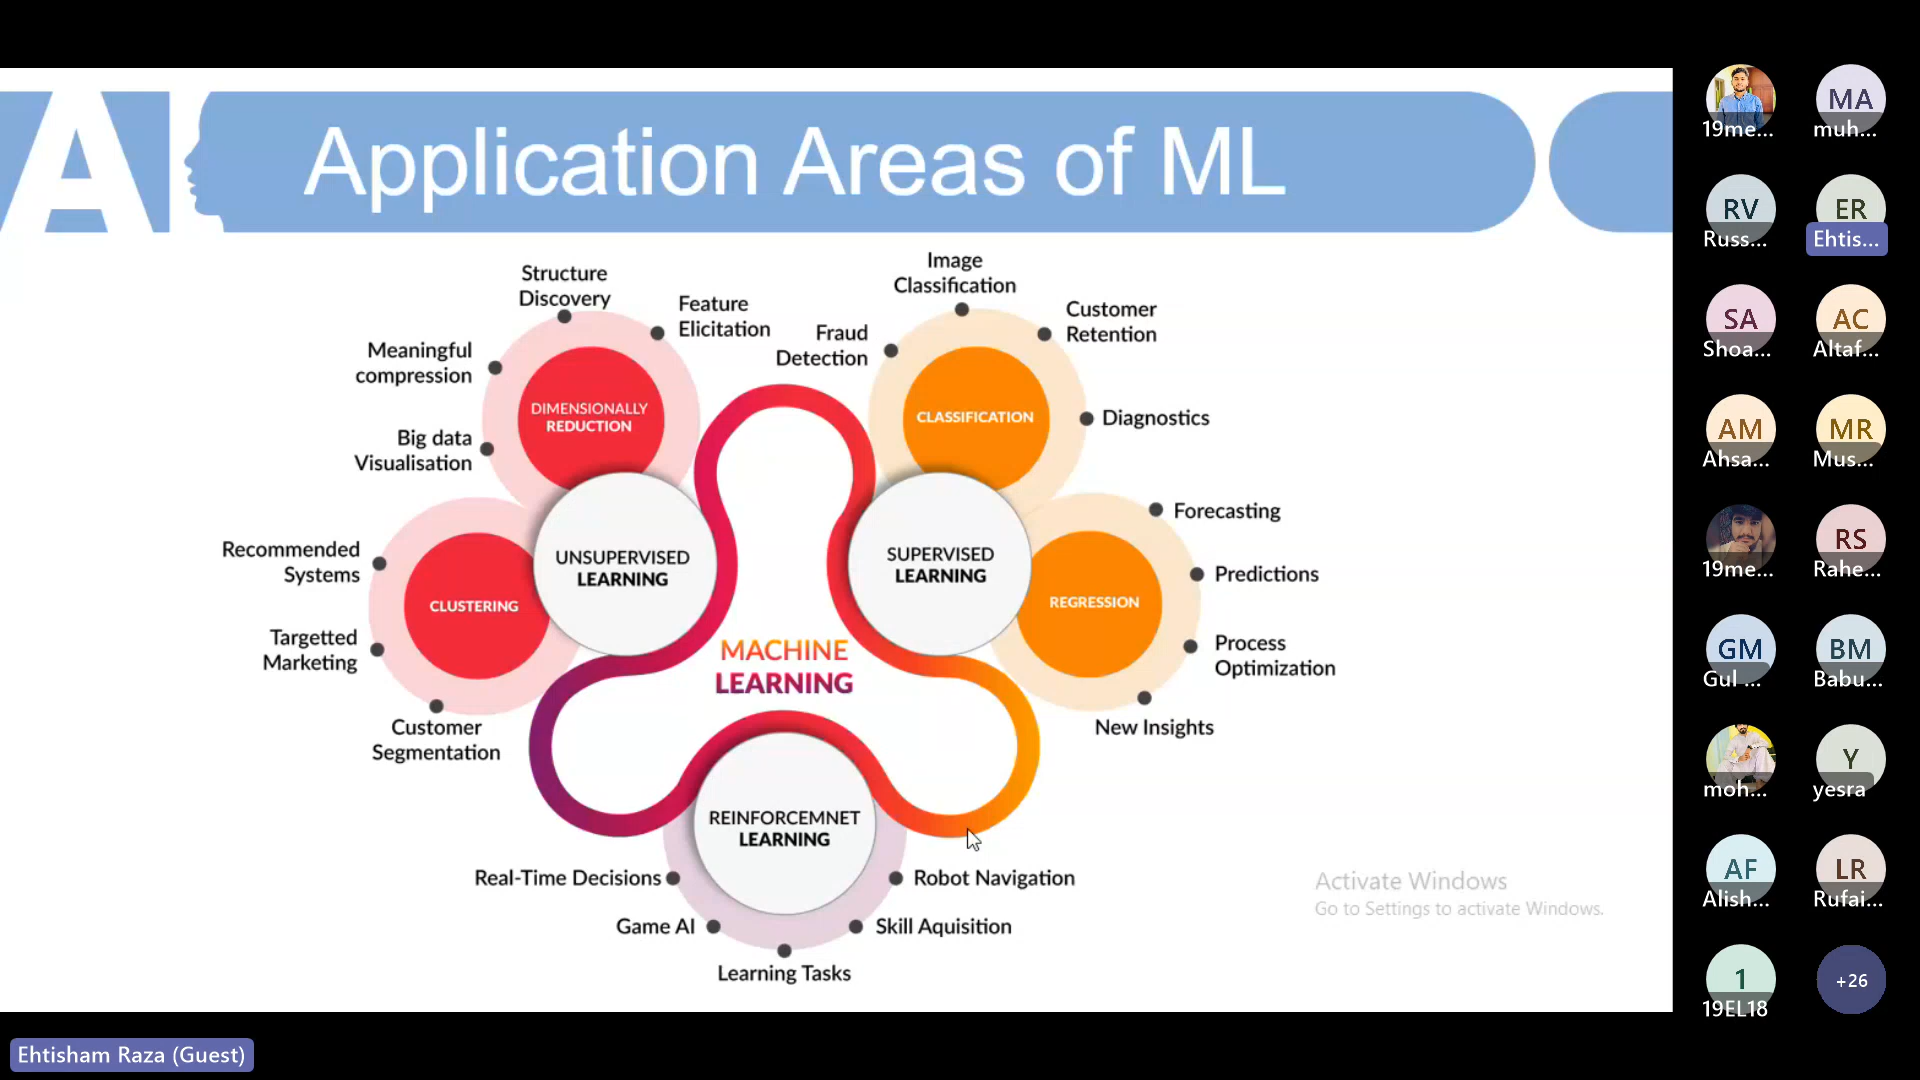 A
Application Areas of ML
Structure
Discovery
Feature
Elicitation
Meaningful
compression
Big data
Visualisation
DIMENSIONALLY
REDUCTION
UNSUPERVISED
LEARNING
Recommended
Systems
CLUSTERING
Targetted
Marketing
Customer
Segmentation
Image
Classification
Fraud
Detection
Customer
Retention
CLASSIFICATION
Diagnostics
SUPERVISED
LEARNING
Forecasting
REGRESSION
Predictions
Process
Optimization
New Insights
MACHINE
LEARNING
REINFORCEMNET
LEARNING
Real-Time Decisions
Game AI
Learning Tasks
Skill Aquisition
Robot Navigation
Activate Windows
Go to Settings to activate Windows.
19me...
MA
muh...
RV
Russ...
ER
Ehtis...
SA
Shoa...
AC
Altaf...
AM
Ahsa...
MR
Mus...
19me...
RS
Rahe...
GM
Gul ...
BM
Babu...
moh...
Y
yesra
AF
Alish...
LR
Rufai...
1
19EL18
+26
Ehtisham Raza (Guest)